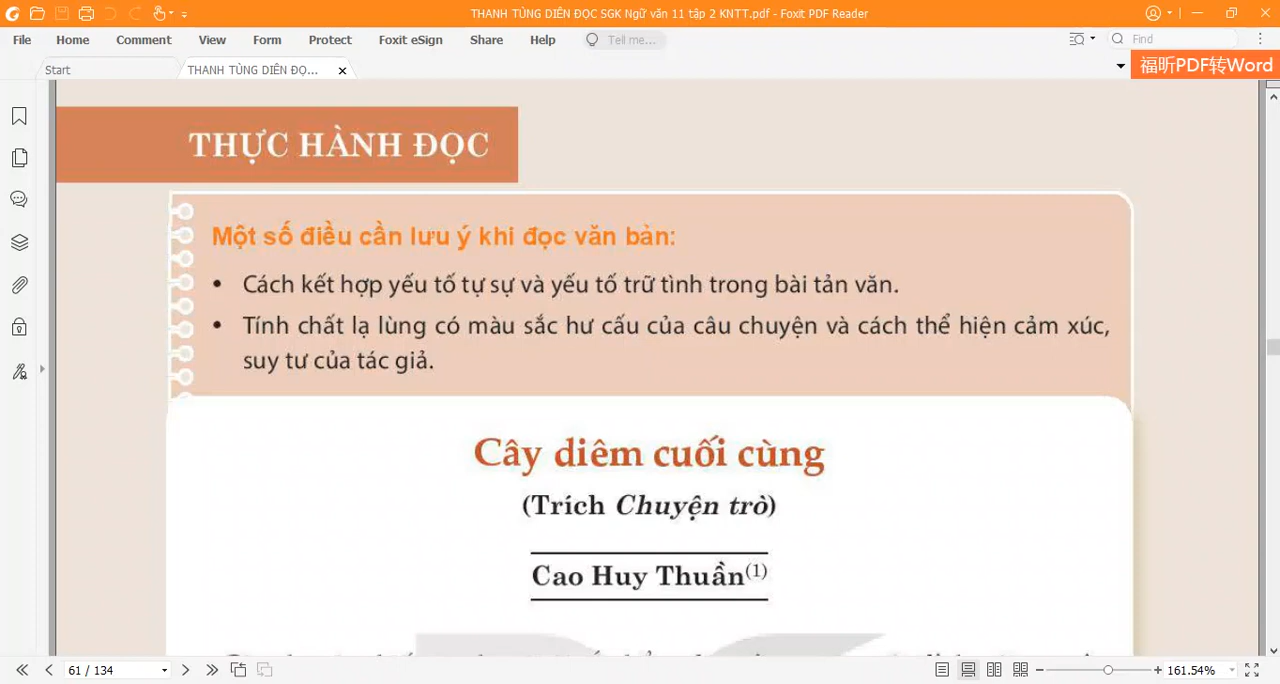 THANH TÙNG DIÊN ĐỌC SGK Ngữ văn 11 tập 2 KNTT.pdf - Foxit PDF Reader
File Home Comment View Form Protect Foxit eSign Share Help Tell me... Find
Start THANH TÙNG DIÊN ĐỌ... 福昕PDF转Word
THỰC HÀNH ĐỌC
Một số điều cần lưu ý khi đọc văn bản:
• Cách kết hợp yếu tố tự sự và yếu tố trữ tình trong bài tản văn.
• Tính chất lạ lùng có màu sắc hư cấu của câu chuyện và cách thể hiện cảm xúc,
suy tư của tác giả.
Cây diêm cuối cùng
(Trích Chuyện trò)
Cao Huy Thuần(1)
61 / 134 161.54%